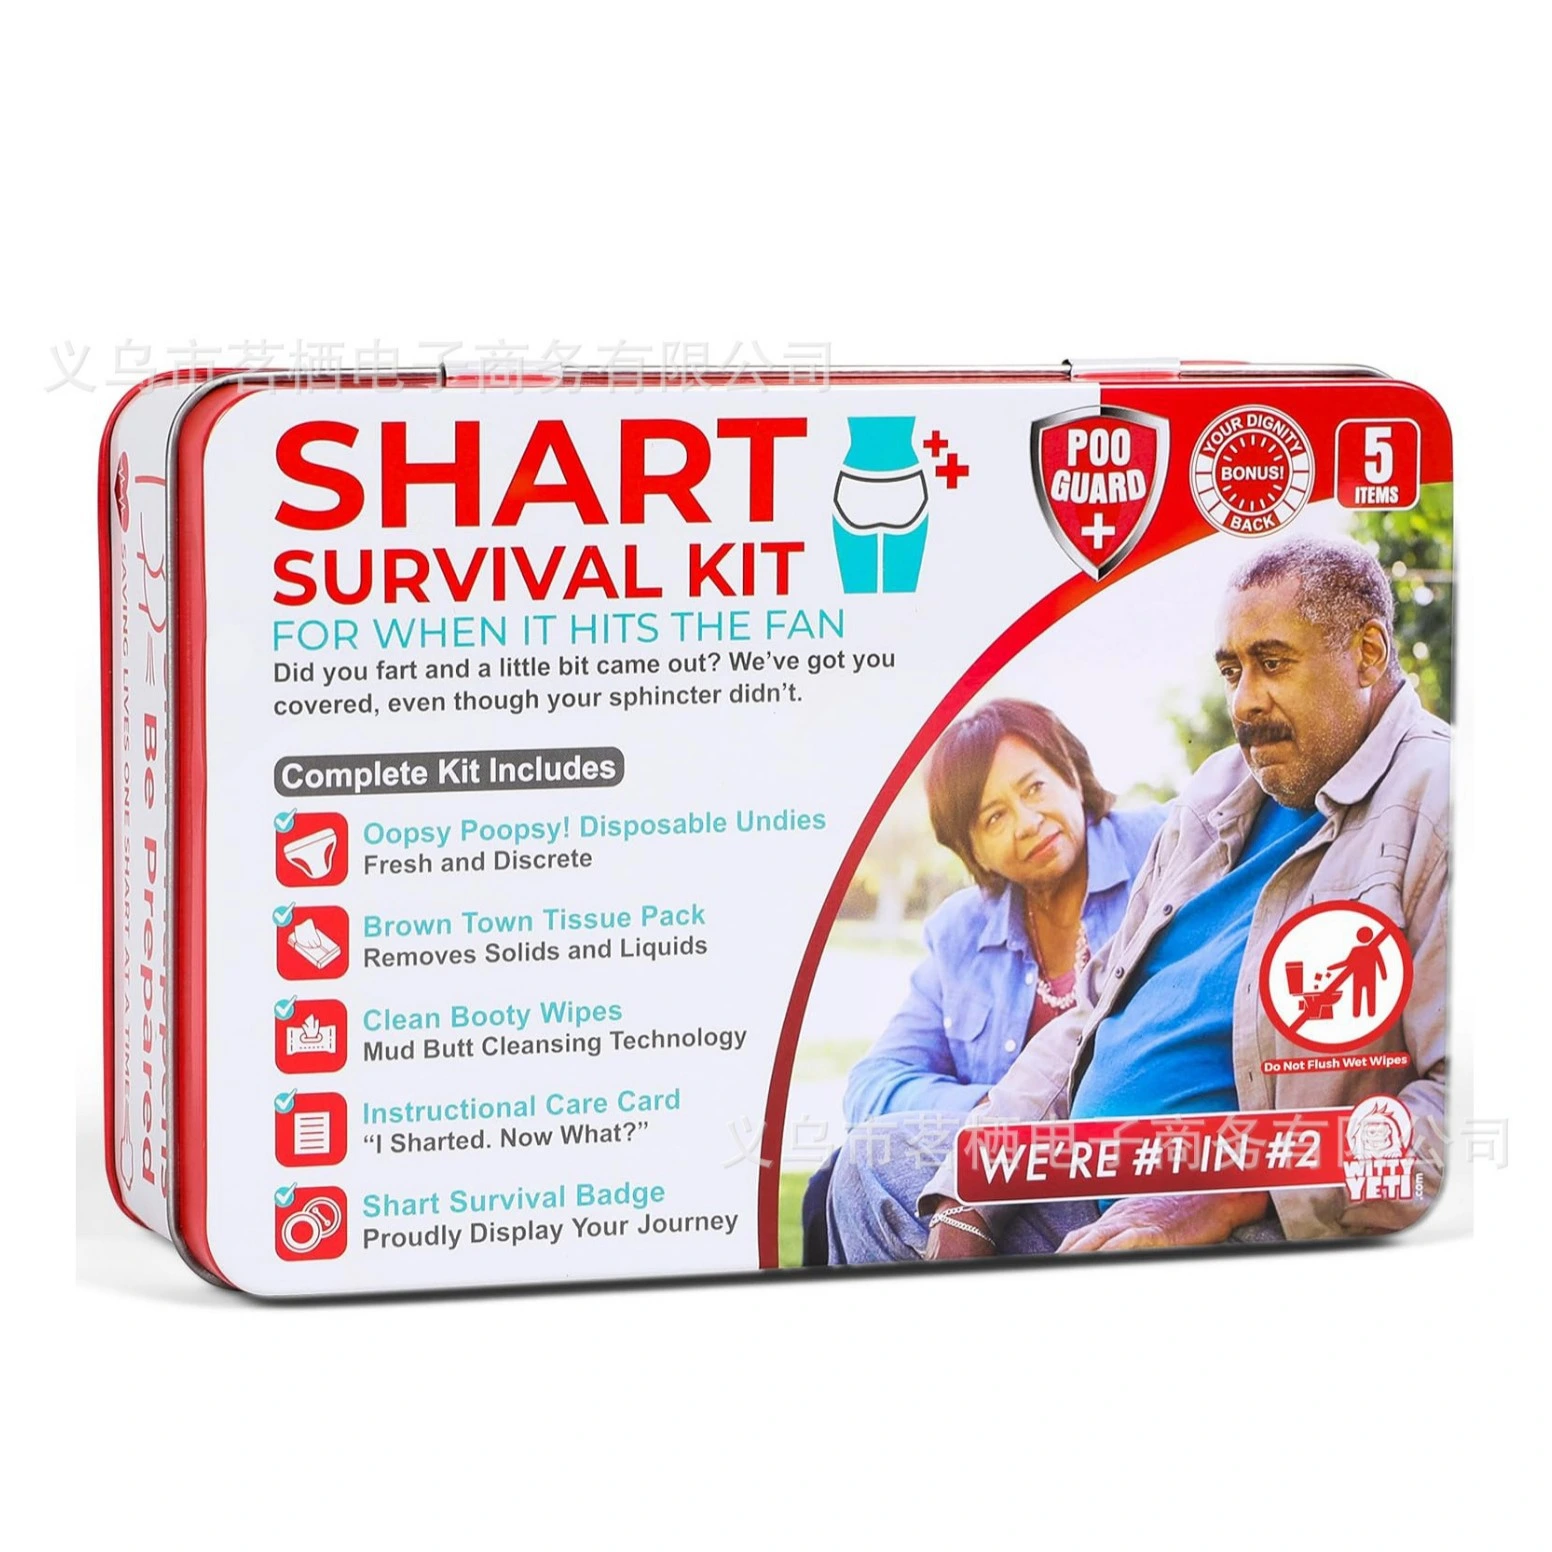 义乌市茗栖电子商务有限公司
SHART
SURVIVAL KIT
FOR WHEN IT HITS THE FAN
Did you fart and a little bit came out? We've got you
covered, even though your sphincter didn't.
POO
GUARD
YOUR DIGNITY
BONUS!
BACK
5
ITEMS
Complete Kit Includes
Oopsy Poopsy! Disposable Undies
Fresh and Discrete
Brown Town Tissue Pack
Removes Solids and Liquids
Clean Booty Wipes
Mud Butt Cleansing Technology
Instructional Care Card
“I Sharted. Now What?”
Shart Survival Badge
Proudly Display Your Journey
Do Not Flush Wet Wipes
义乌市茗栖电子商务有限公司
WE'RE #1 IN #2
WITTY
YETI
.com
SAVING LIVES ONE SHART AT A TIME
Be Prepared